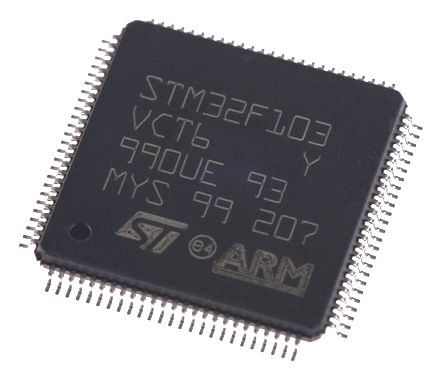 STM32F103
VCT6 Y
990UE 93
MYS 99 207
ST e4 ARM